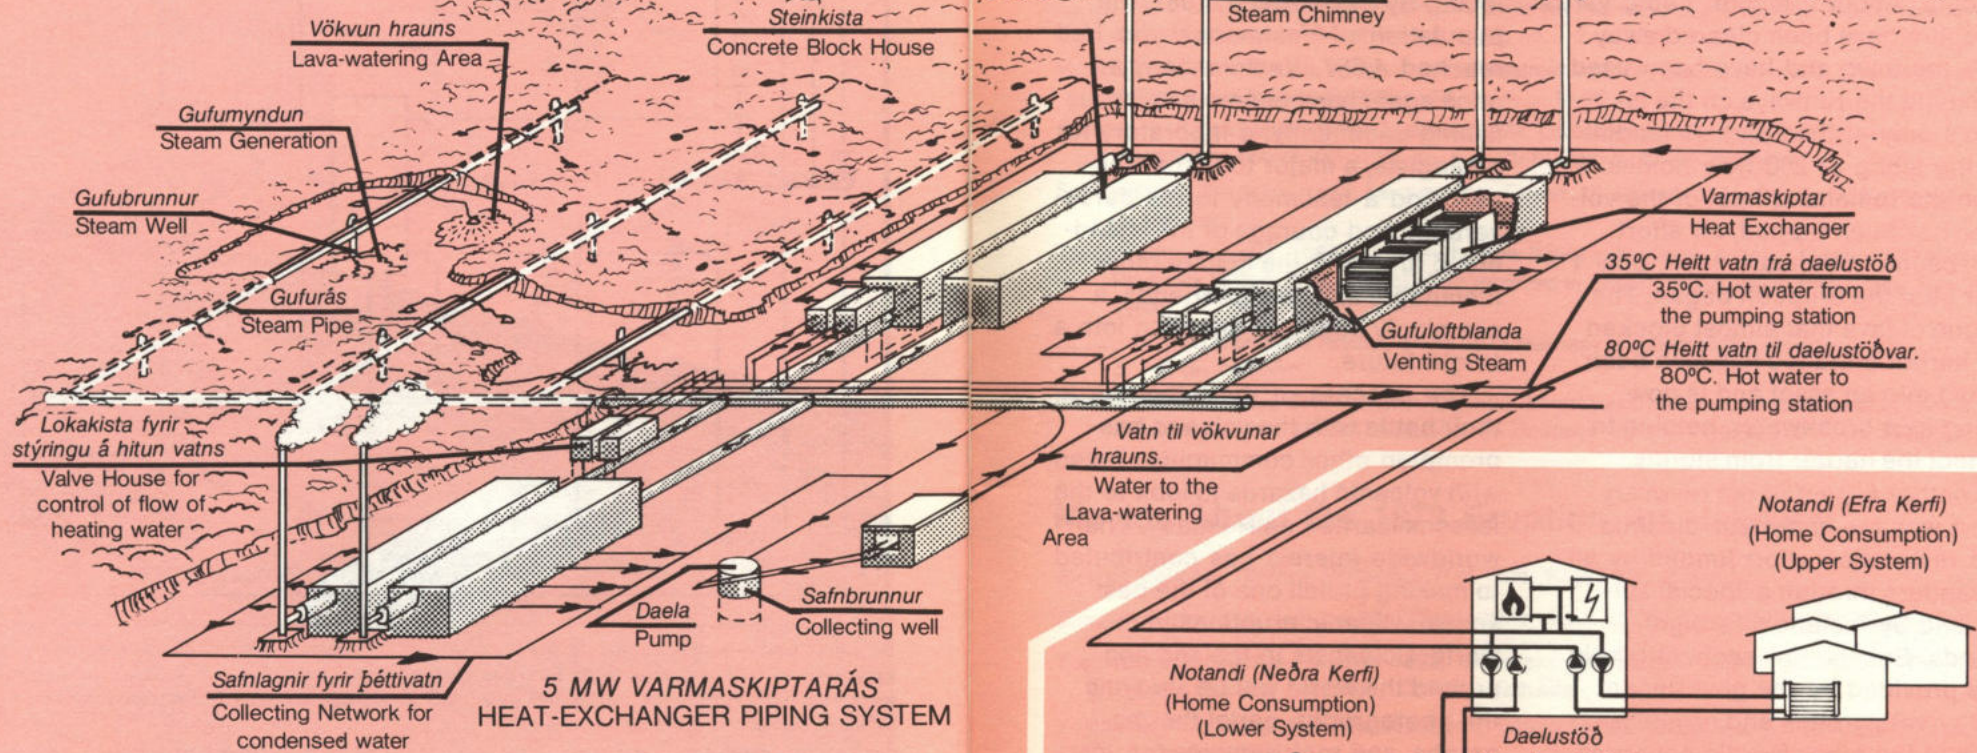 Vökvun hrauns
Lava-watering Area
Steinkista
Concrete Block House
Steam Chimney
Gufumyndun
Steam Generation
Gufubrunnur
Steam Well
Gufurás
Steam Pipe
Varmaskiptar
Heat Exchanger
35ºC Heitt vatn frá daelustöð
35ºC. Hot water from
the pumping station
Gufuloftblanda
Venting Steam
80ºC Heitt vatn til daelustöðvar.
80ºC. Hot water to
the pumping station
Lokakista fyrir
stýringu á hitun vatns
Valve House for
control of flow of
heating water
Vatn til vökvunar
hrauns.
Water to the
Lava-watering
Area
Daela
Pump
Safnbrunnur
Collecting well
Safnlagnir fyrir þéttivatn
Collecting Network for
condensed water
5 MW VARMASKIPTARÁS
HEAT-EXCHANGER PIPING SYSTEM
Notandi (Efra Kerfi)
(Home Consumption)
(Upper System)
Notandi (Neðra Kerfi)
(Home Consumption)
(Lower System)
Daelustöð